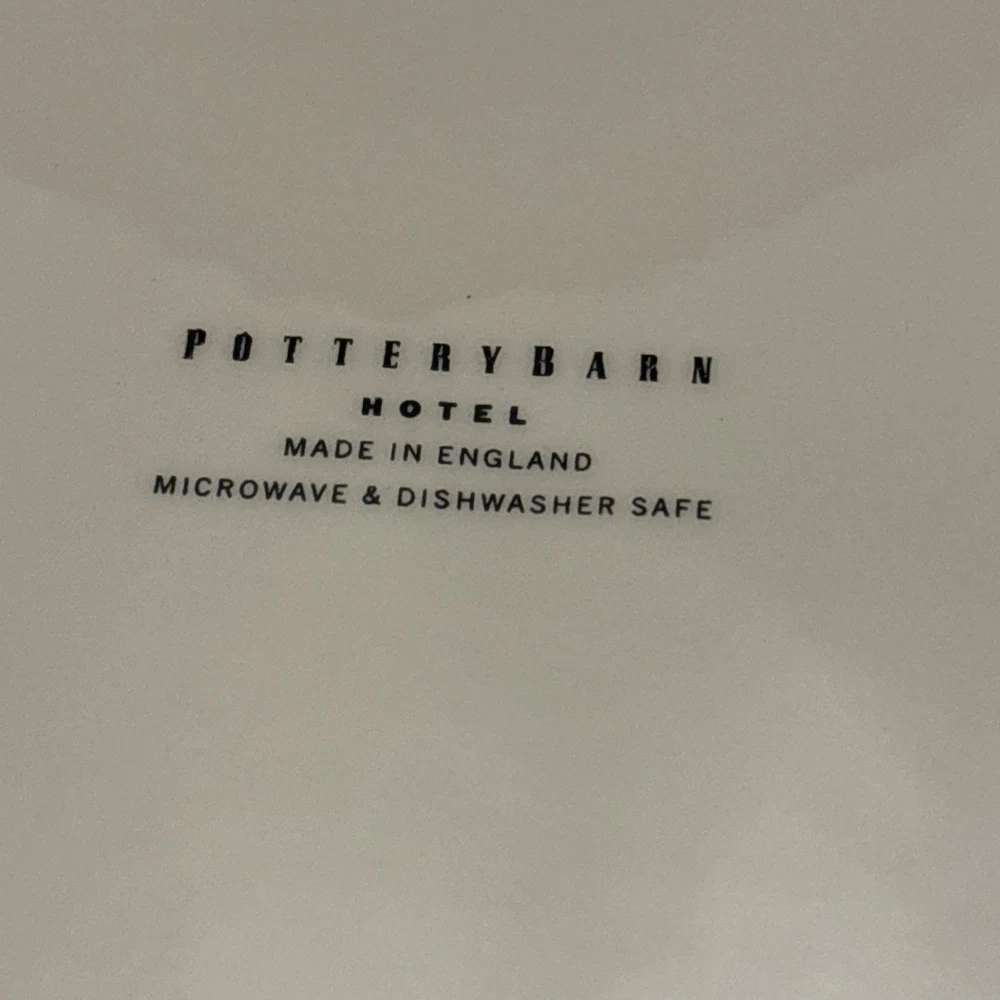 POTTERYBARN
HOTEL
MADE IN ENGLAND
MICROWAVE & DISHWASHER SAFE